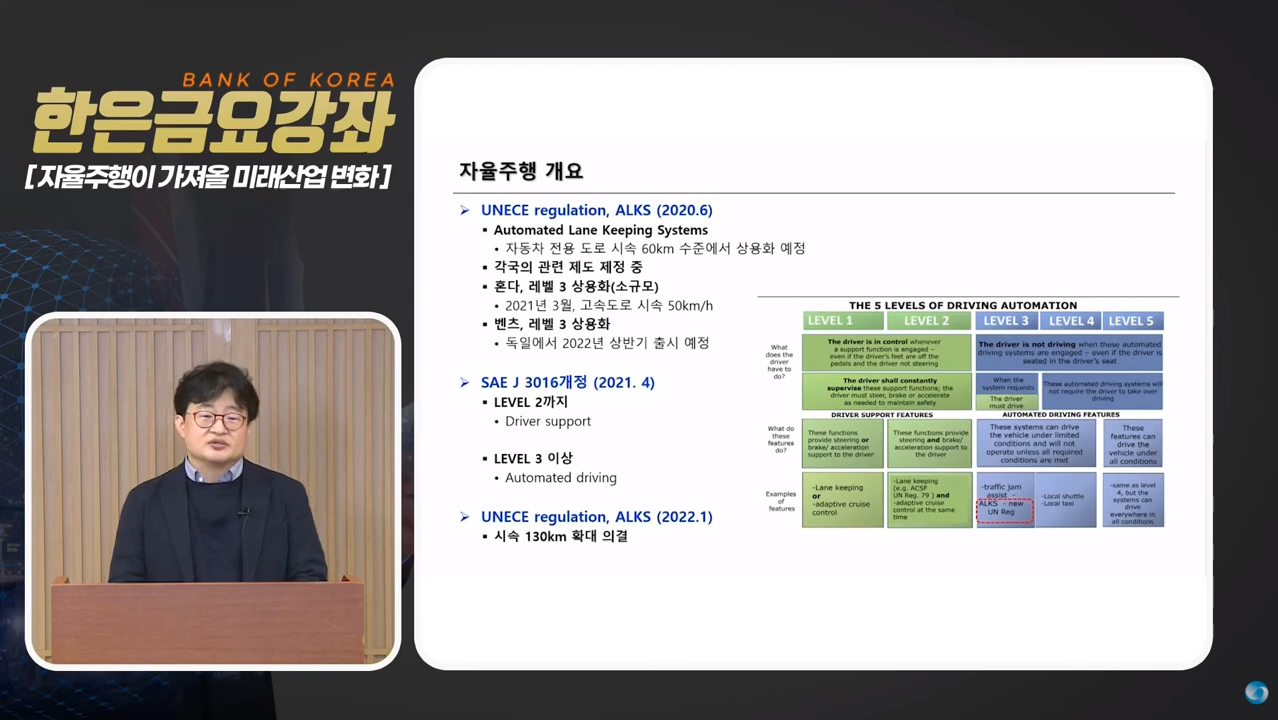 BANK OF KOREA
한은금요강좌
[ 자율주행이 가져올 미래산업 변화 ]
자율주행 개요
➢ UNECE regulation, ALKS (2020.6)
▪ Automated Lane Keeping Systems
• 자동차 전용 도로 시속 60km 수준에서 상용화 예정
▪ 각국의 관련 제도 제정 중
▪ 혼다, 레벨 3 상용화(소규모)
• 2021년 3월, 고속도로 시속 50km/h
▪ 벤츠, 레벨 3 상용화
• 독일에서 2022년 상반기 출시 예정
➢ SAE J 3016개정 (2021. 4)
▪ LEVEL 2까지
• Driver support
▪ LEVEL 3 이상
• Automated driving
➢ UNECE regulation, ALKS (2022.1)
▪ 시속 130km 확대 의결
THE 5 LEVELS OF DRIVING AUTOMATION
LEVEL 1
LEVEL 2
LEVEL 3
LEVEL 4
LEVEL 5
What
does the
driver
have to
do?
The driver is in control whenever
a support function is engaged –
even if the driver's feet are off the
pedals and the driver not steering
The driver is not driving when these automated
driving systems are engaged – even if the driver is
seated in the driver's seat
The driver shall constantly
supervise these support functions; the
driver must steer, brake or accelerate
as needed to maintain safety
When the
system requests
The driver
must drive
These automated driving systems will
not require the driver to take over
driving
DRIVER SUPPORT FEATURES
AUTOMATED DRIVING FEATURES
What do
these
features
do?
These functions
provide steering or
brake/ acceleration
support to the driver
These functions provide
steering and brake/
acceleration support to
the driver
These systems can drive
the vehicle under limited
conditions and will not
operate unless all required
conditions are met
These
features can
drive the
vehicle under
all conditions
Examples
of
features
-Lane keeping
or
-adaptive cruise
control
-Lane keeping
(e.g. ACSF
UN Reg. 79 ) and
-adaptive cruise
control at the same
time
-traffic jam
assist -
ALKS - new
UN Reg
-Local shuttle
-Local taxi
-same as level
4, but the
systems can
drive
everywhere in
all conditions